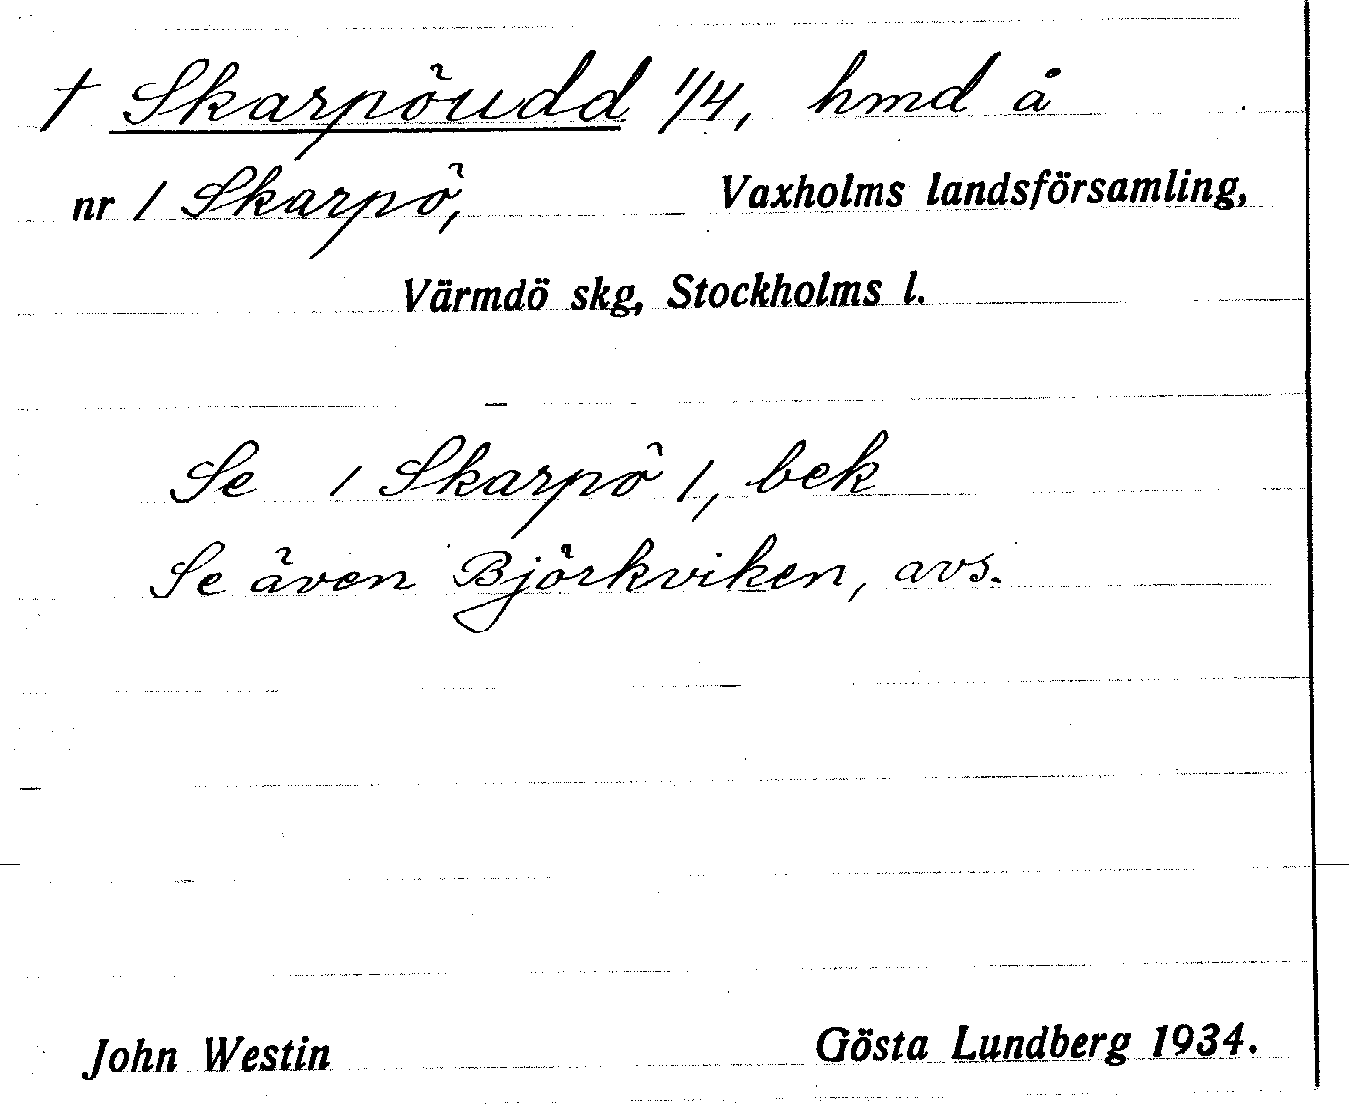 † Skarpöudd 1/4, hmd å
nr 1 Skarpö, Vaxholms landsförsamling,
Värmdö skg, Stockholms l.
Se 1 Skarpö 1, bek
Se även Björkviken, avs.
John Westin Gösta Lundberg 1934.